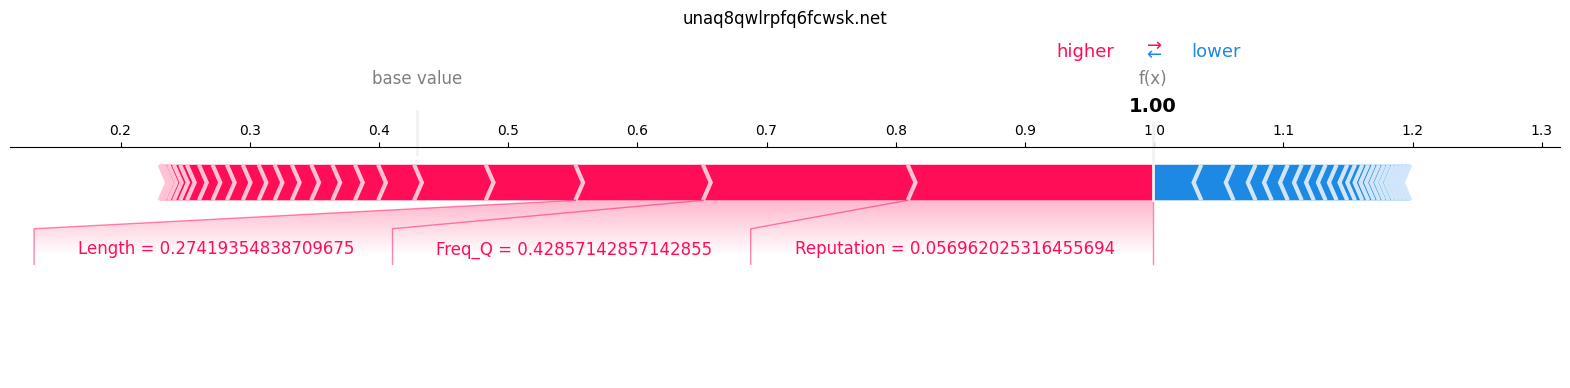 unaq8qwlrpfq6fcwsk.net
higher → ← lower
base value
f(x)
1.00
0.2 0.3 0.4 0.5 0.6 0.7 0.8 0.9 1.0 1.1 1.2 1.3
Length = 0.27419354838709675
Freq_Q = 0.42857142857142855
Reputation = 0.056962025316455694